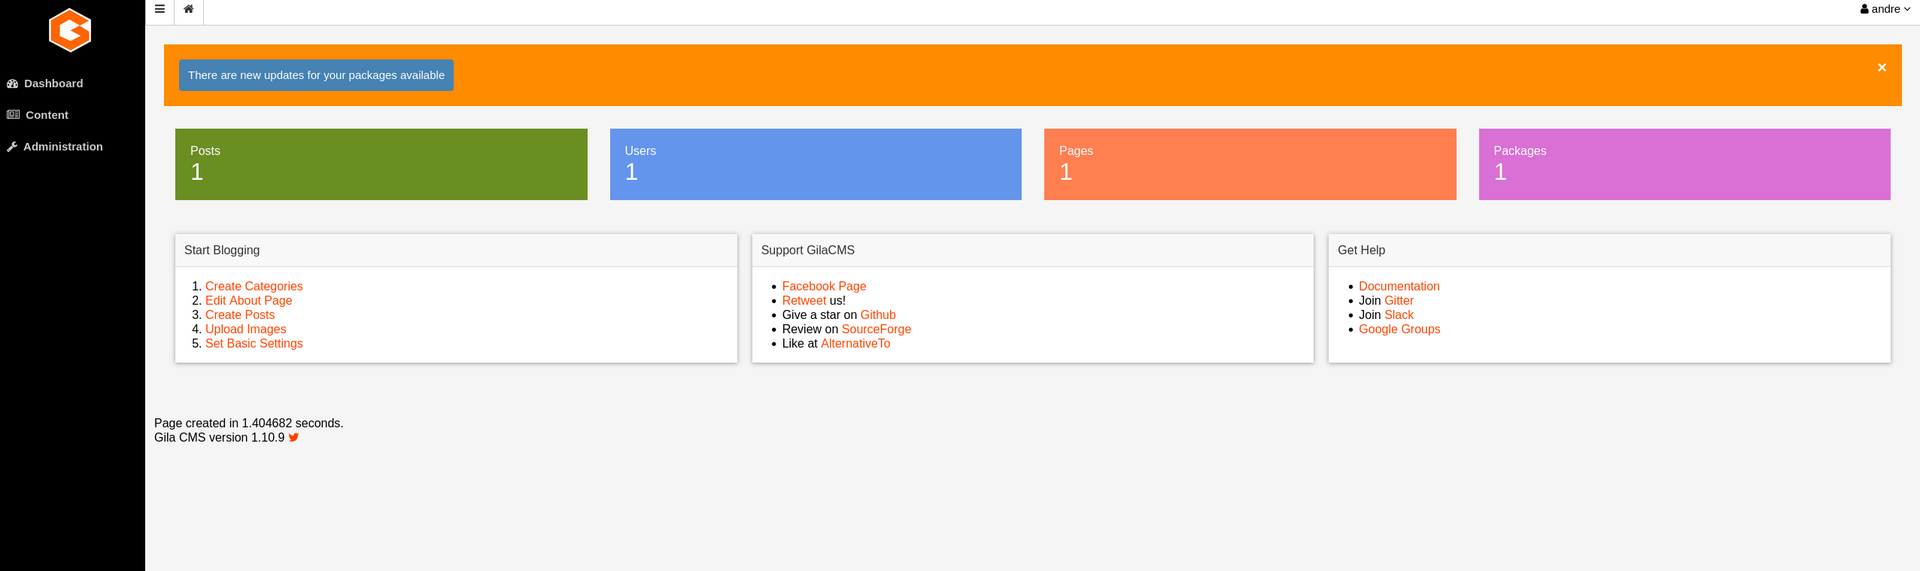 andre
Dashboard
Content
Administration
There are new updates for your packages available
×
Posts
1
Users
1
Pages
1
Packages
1
Start Blogging
1. Create Categories
2. Edit About Page
3. Create Posts
4. Upload Images
5. Set Basic Settings
Support GilaCMS
• Facebook Page
• Retweet us!
• Give a star on Github
• Review on SourceForge
• Like at AlternativeTo
Get Help
• Documentation
• Join Gitter
• Join Slack
• Google Groups
Page created in 1.404682 seconds.
Gila CMS version 1.10.9